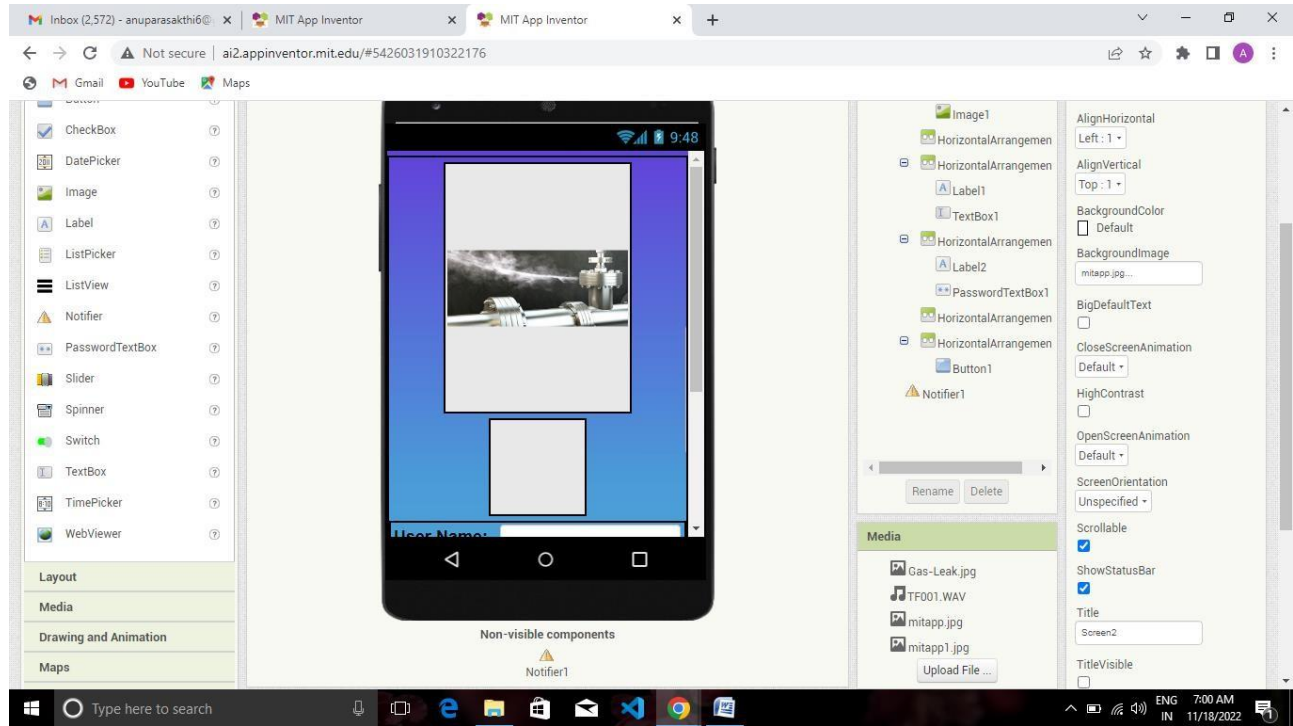 Inbox (2,572) - anuparasakthi6@
MIT App Inventor
MIT App Inventor
Not secure
ai2.appinventor.mit.edu/#5426031910322176
A
Gmail
YouTube
Maps
Button
CheckBox
DatePicker
Image
Label
ListPicker
ListView
Notifier
PasswordTextBox
Slider
Spinner
Switch
TextBox
TimePicker
WebViewer
Layout
Media
Drawing and Animation
Maps
9:48
User Name:
Non-visible components
Notifier1
Image1
HorizontalArrangemen
HorizontalArrangemen
Label1
TextBox1
HorizontalArrangemen
Label2
PasswordTextBox1
HorizontalArrangemen
HorizontalArrangemen
Button1
Notifier1
Rename Delete
Media
Gas-Leak.jpg
TF001.WAV
mitapp.jpg
mitapp1.jpg
Upload File ...
AlignHorizontal
Left : 1
AlignVertical
Top : 1
BackgroundColor
Default
BackgroundImage
mitapp.jpg...
BigDefaultText
CloseScreenAnimation
Default
HighContrast
OpenScreenAnimation
Default
ScreenOrientation
Unspecified
Scrollable
ShowStatusBar
Title
Screen2
TitleVisible
Type here to search
ENG
IN
7:00 AM
11/18/2022